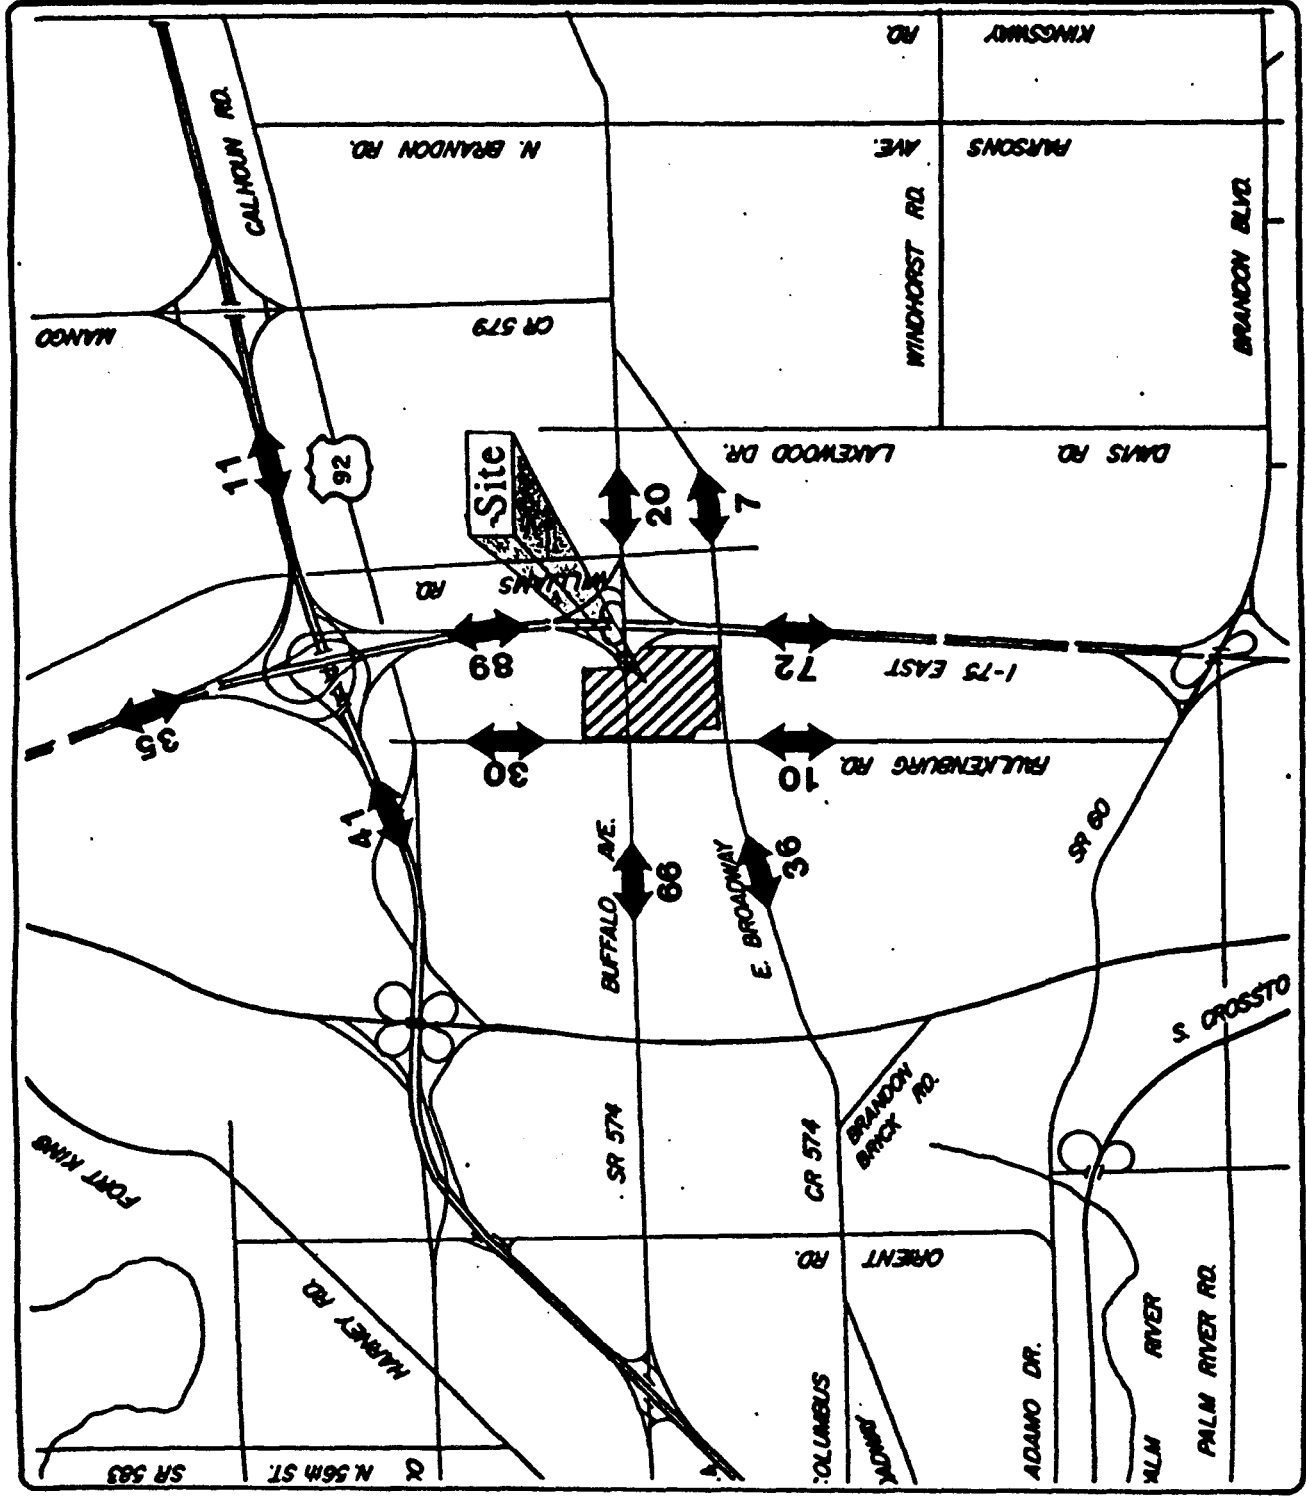 KINGSWAY RD.
CALHOUN RD.
N. BRANDON RD.
PARSONS AVE.
WINDHORST RD.
BRANDON BLVD.
MANGO
CR 579
11
92
Site
LAKEWOOD DR.
DAVIS RD.
20
7
WILLIAMS RD.
89
72
I-75 EAST
35
30
10
FAULKENBURG RD.
41
BUFFALO AVE.
66
E. BROADWAY
36
SR 60
S. CROSSTO
FORT KING
SR 574
CR 574
BRANDON
BRICK RD.
ORIENT RD.
HARNEY RD.
ADAMO DR.
RIVER
PALM RIVER RD.
OLUMBUS
ADWAY
ALM
SR 583
N. 56th ST.